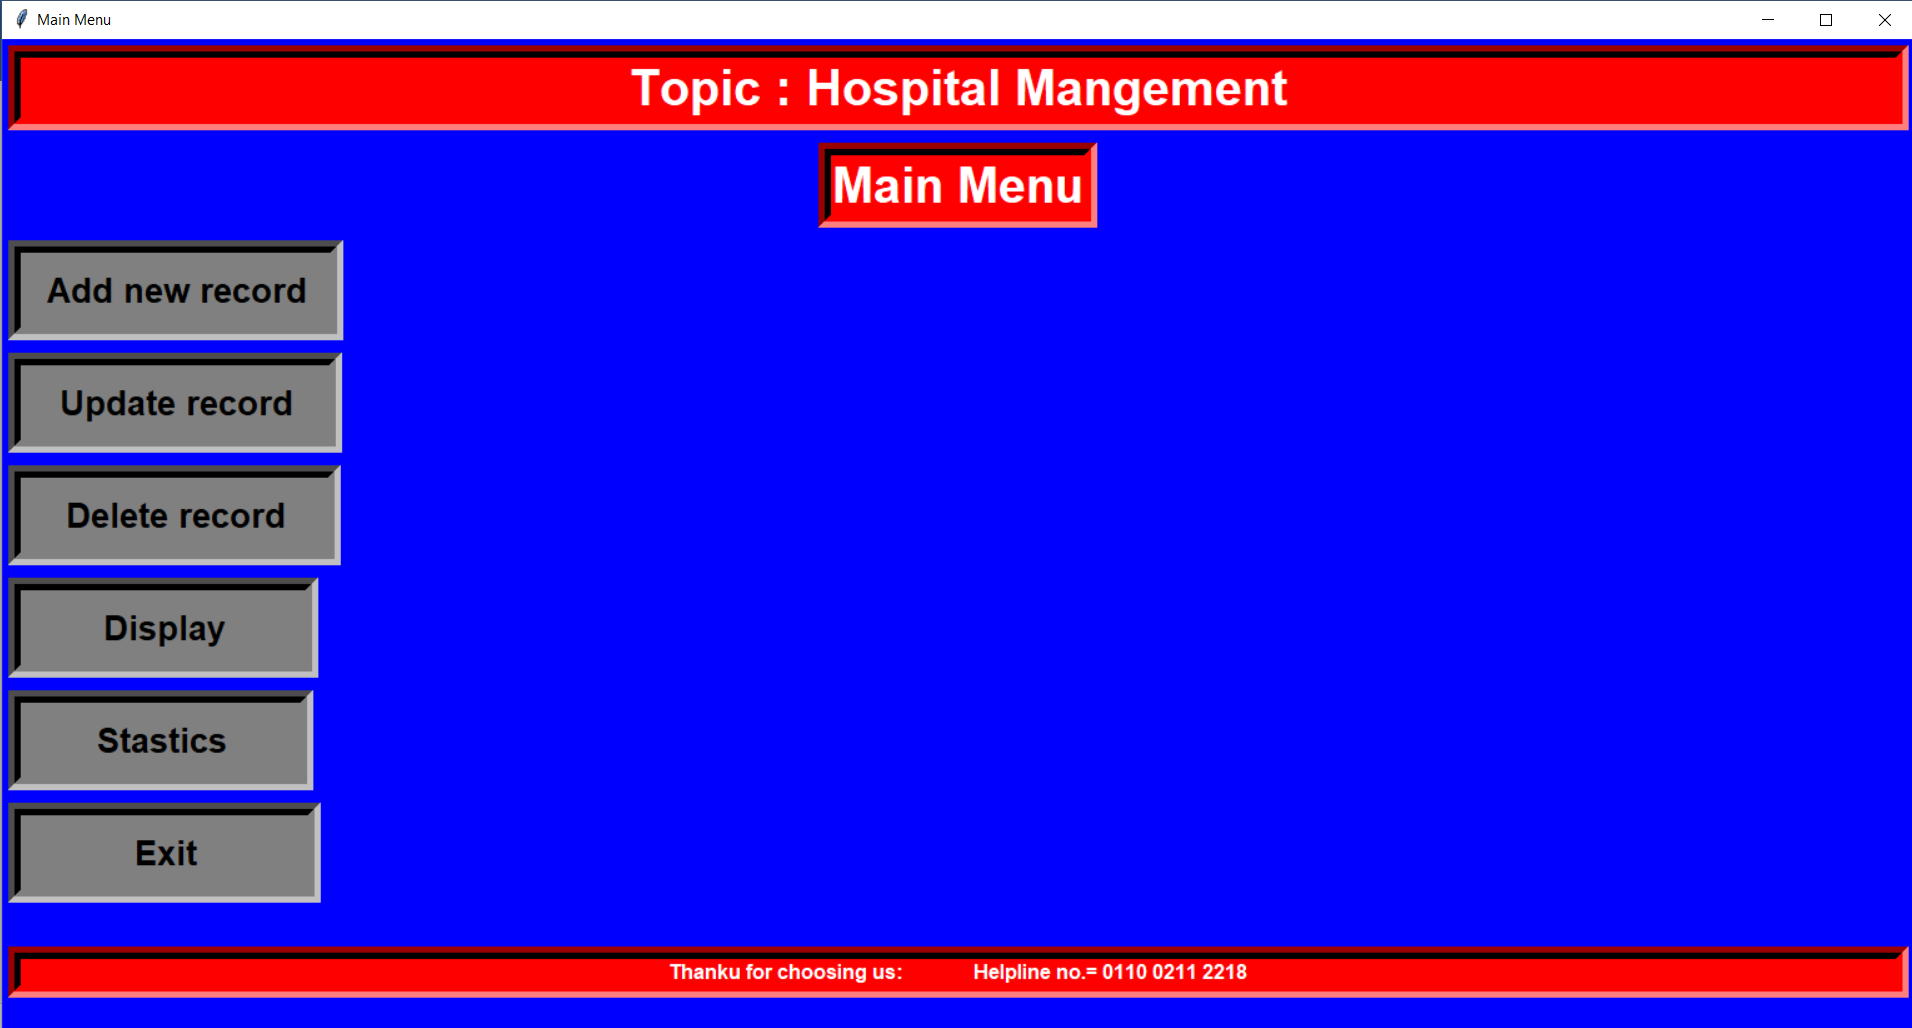 Main Menu
Topic : Hospital Mangement
Main Menu
Add new record
Update record
Delete record
Display
Stastics
Exit
Thanku for choosing us: Helpline no.= 0110 0211 2218